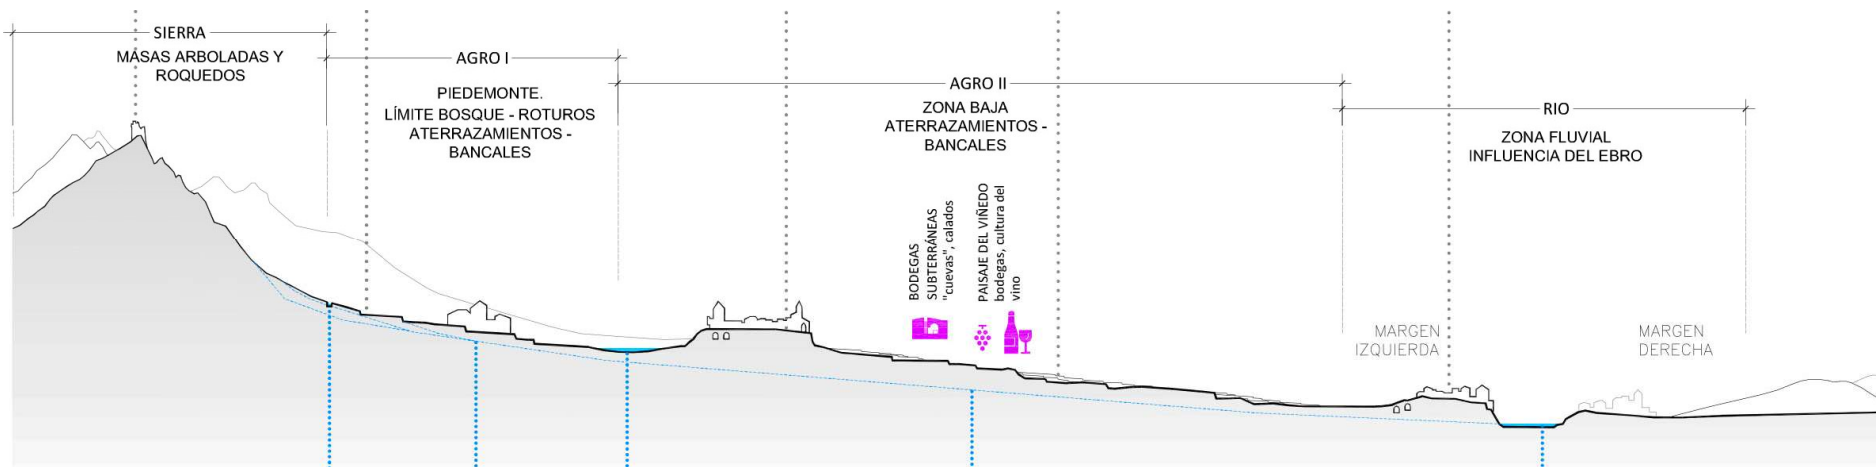 SIERRA
MASAS ARBOLADAS Y
ROQUEDOS
AGRO I
PIEDEMONTE.
LÍMITE BOSQUE - ROTUROS
ATERRAZAMIENTOS -
BANCALES
AGRO II
ZONA BAJA
ATERRAZAMIENTOS -
BANCALES
RIO
ZONA FLUVIAL
INFLUENCIA DEL EBRO
BODEGAS
SUBTERRÁNEAS
"cuevas", calados
PAISAJE DEL VIÑEDO
bodegas, cultura del
vino
MARGEN
IZQUIERDA
MARGEN
DERECHA